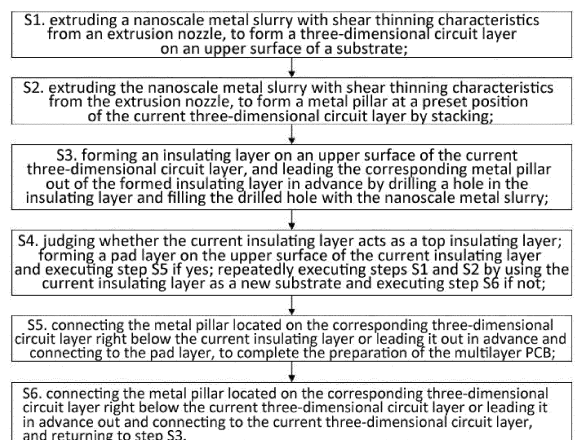 S1. extruding a nanoscale metal slurry with shear thinning characteristics
from an extrusion nozzle, to form a three-dimensional circuit layer
on an upper surface of a substrate;
S2. extruding the nanoscale metal slurry with shear thinning characteristics
from the extrusion nozzle, to form a metal pillar at a preset position
of the current three-dimensional circuit layer by stacking;
S3. forming an insulating layer on an upper surface of the current
three-dimensional circuit layer, and leading the corresponding metal pillar
out of the formed insulating layer in advance by drilling a hole in the
insulating layer and filling the drilled hole with the nanoscale metal slurry;
S4. judging whether the current insulating layer acts as a top insulating layer;
forming a pad layer on the upper surface of the current insulating layer
and executing step S5 if yes; repeatedly executing steps S1 and S2 by using the
current insulating layer as a new substrate and executing step S6 if not;
S5. connecting the metal pillar located on the corresponding three-dimensional
circuit layer right below the current insulating layer or leading it out in advance and
connecting to the pad layer, to complete the preparation of the multilayer PCB;
S6. connecting the metal pillar located on the corresponding three-dimensional
circuit layer right below the current three-dimensional circuit layer or leading it
in advance out and connecting to the current three-dimensional circuit layer,
and returning to step S3.